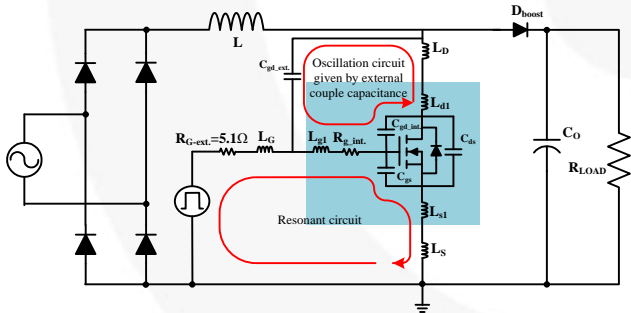 D_boost
L
L_D
C_gd_ext.
Oscillation circuit
given by external
couple capacitance
L_d1
R_G-ext.=5.1Ω
L_G
L_g1
R_g_int.
C_gd_int.
C_ds
C_gs
C_O
R_LOAD
Resonant circuit
L_s1
L_S